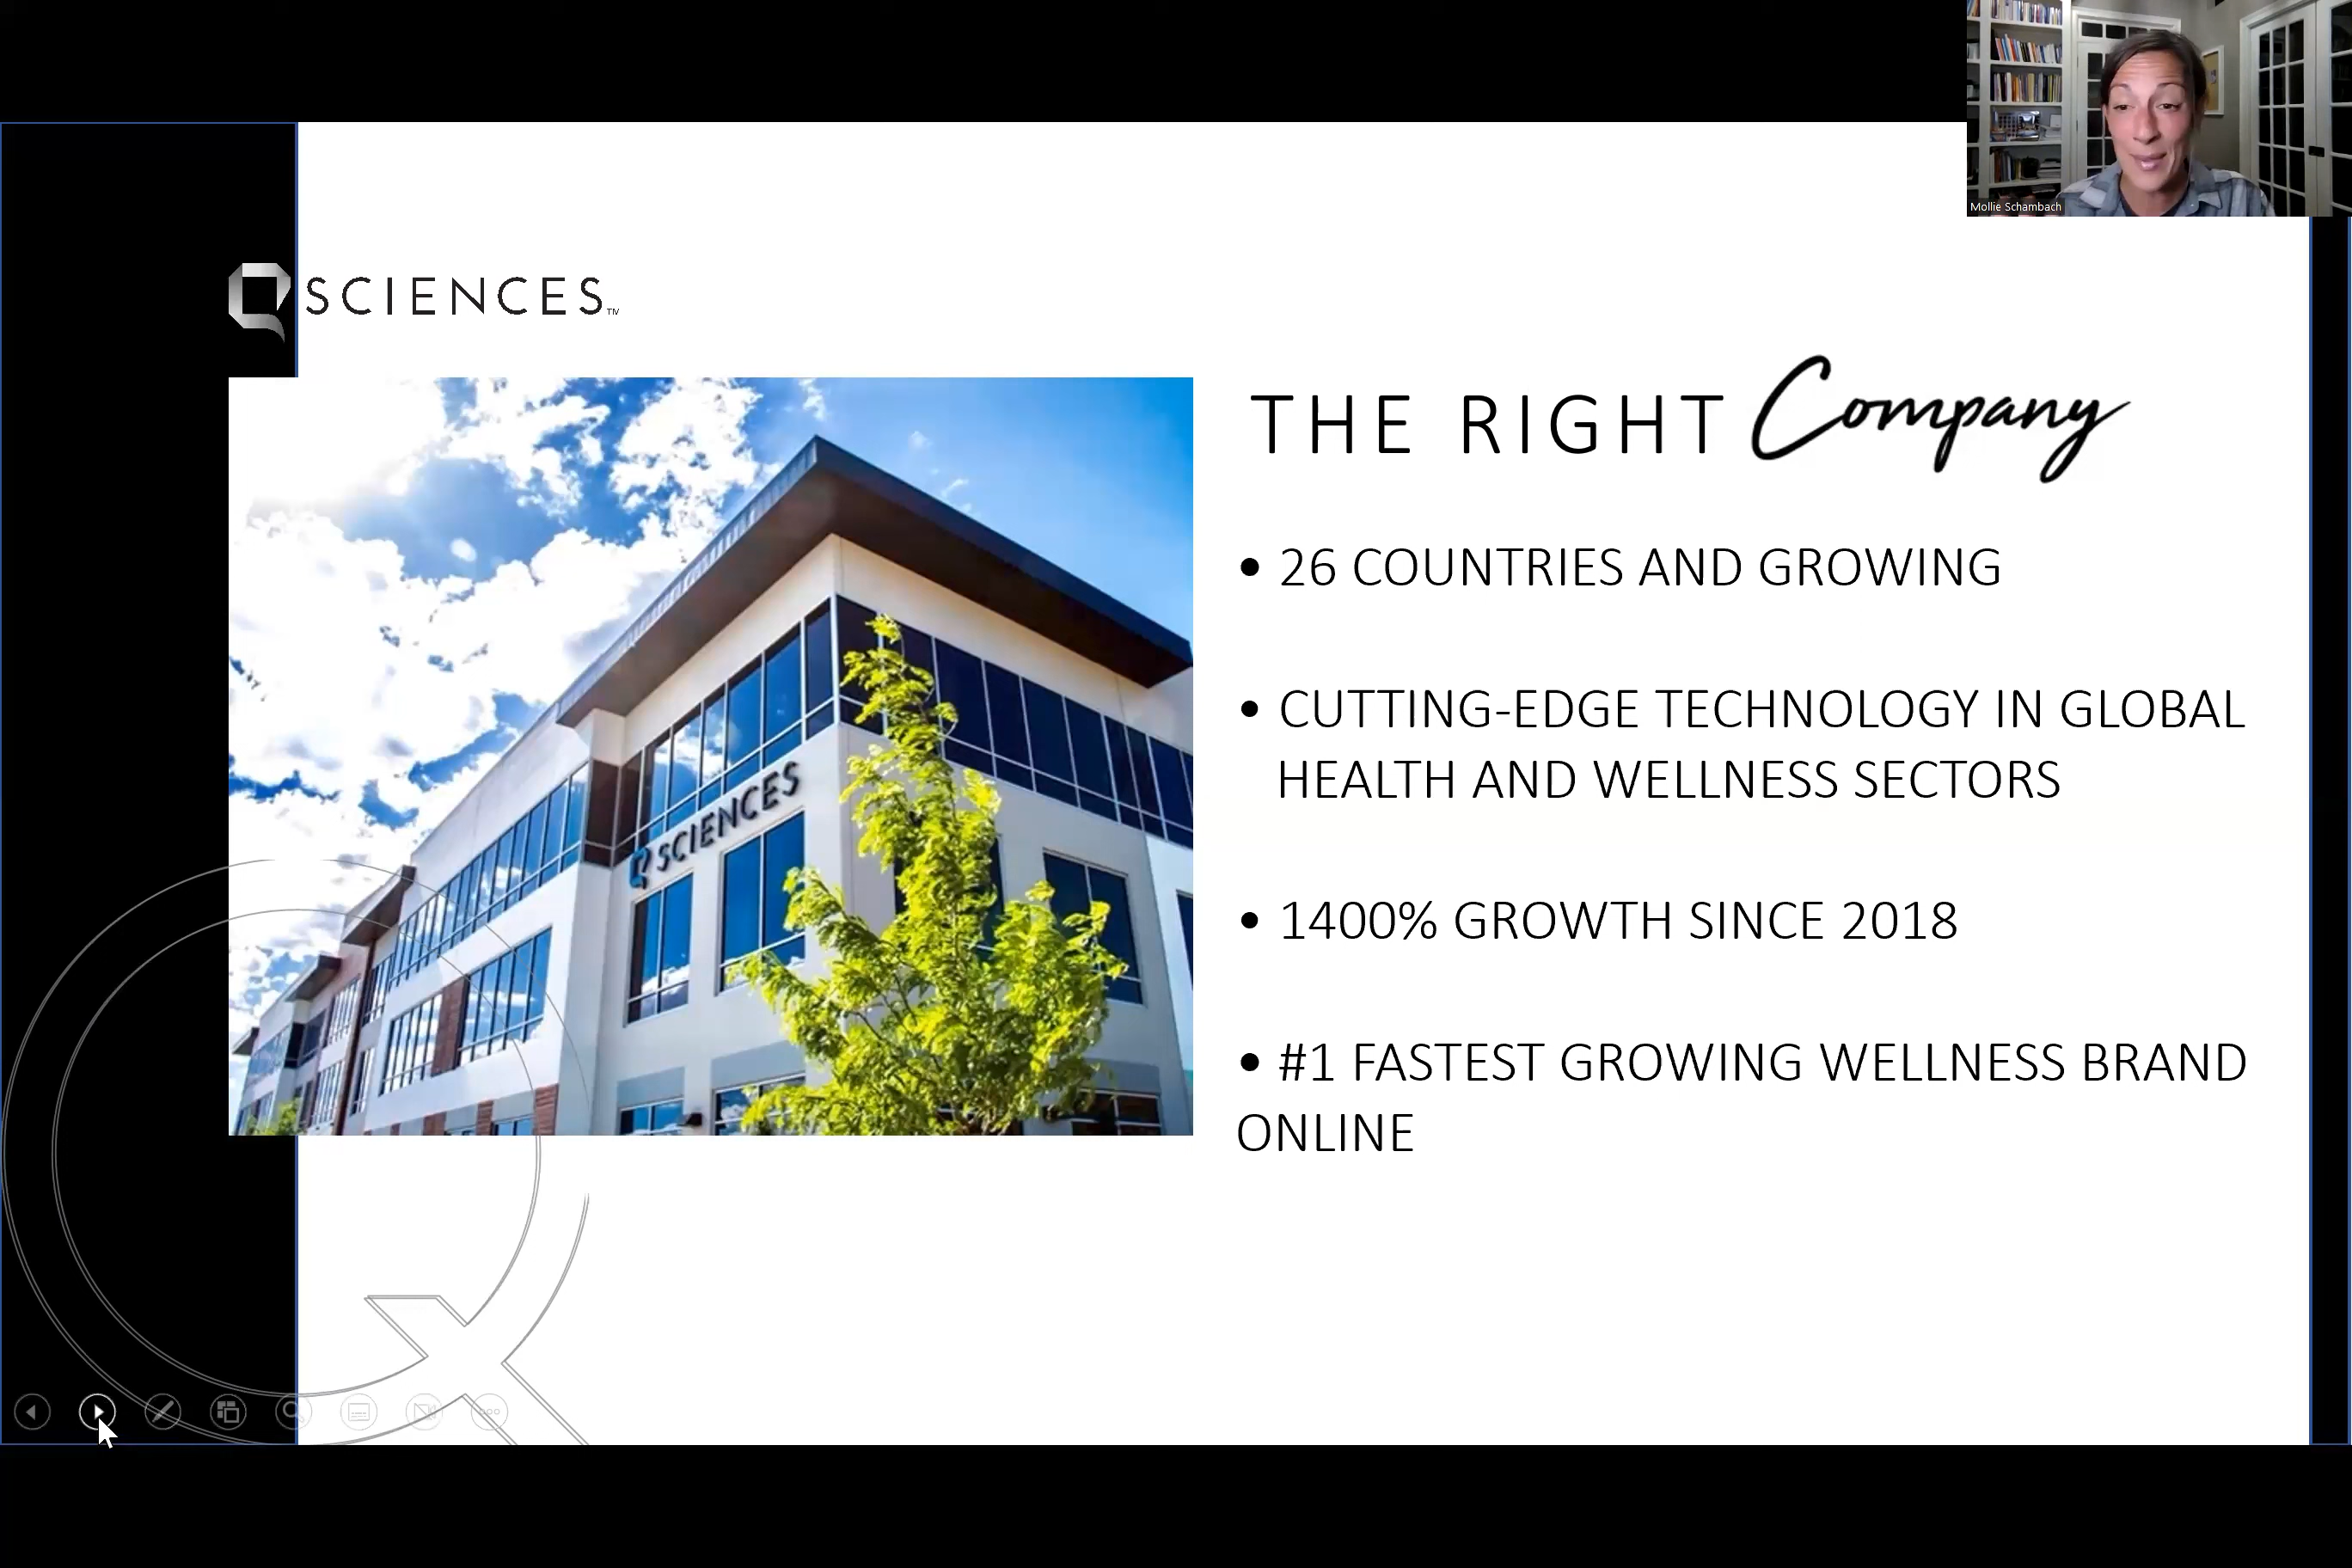 Mollie Schambach
Q SCIENCES™
THE RIGHT Company
• 26 COUNTRIES AND GROWING
• CUTTING-EDGE TECHNOLOGY IN GLOBAL
HEALTH AND WELLNESS SECTORS
Q SCIENCES
• 1400% GROWTH SINCE 2018
• #1 FASTEST GROWING WELLNESS BRAND
ONLINE